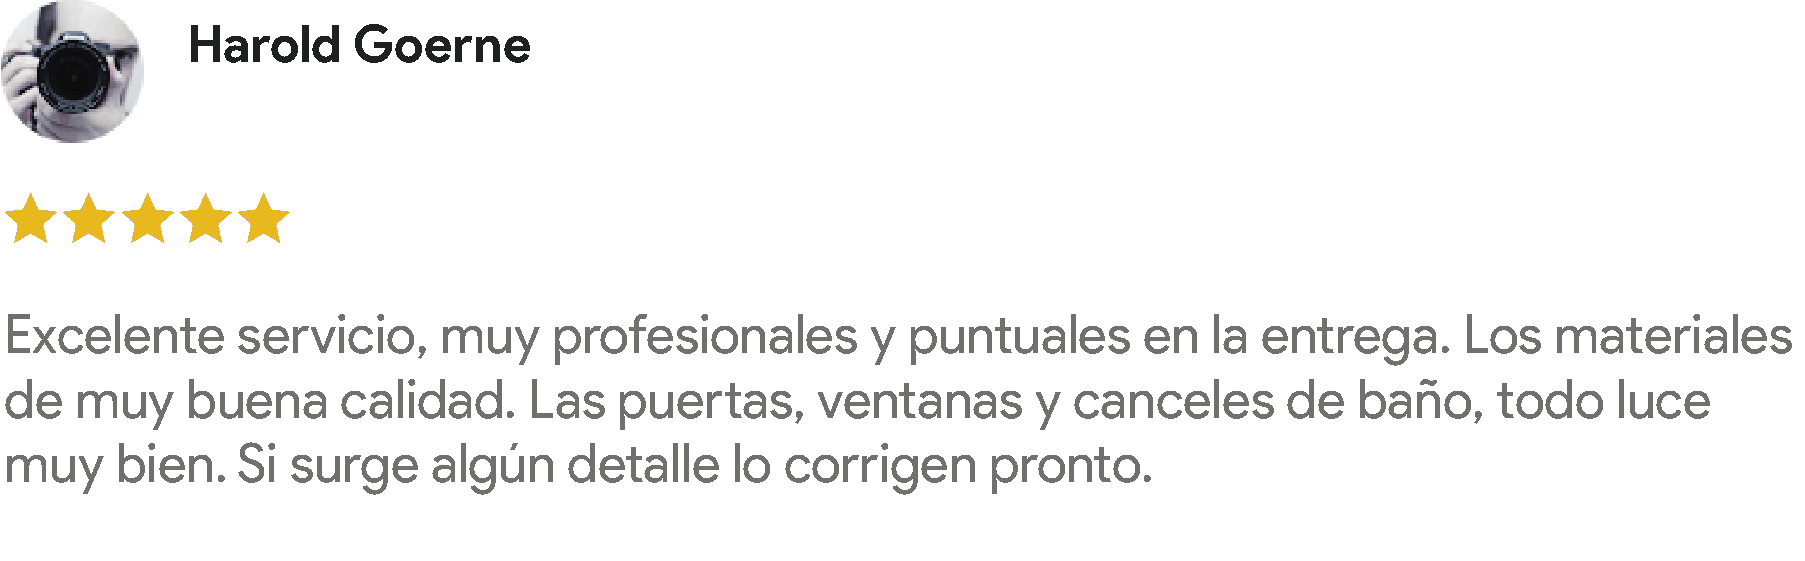 Harold Goerne
Excelente servicio, muy profesionales y puntuales en la entrega. Los materiales
de muy buena calidad. Las puertas, ventanas y canceles de baño, todo luce
muy bien. Si surge algún detalle lo corrigen pronto.